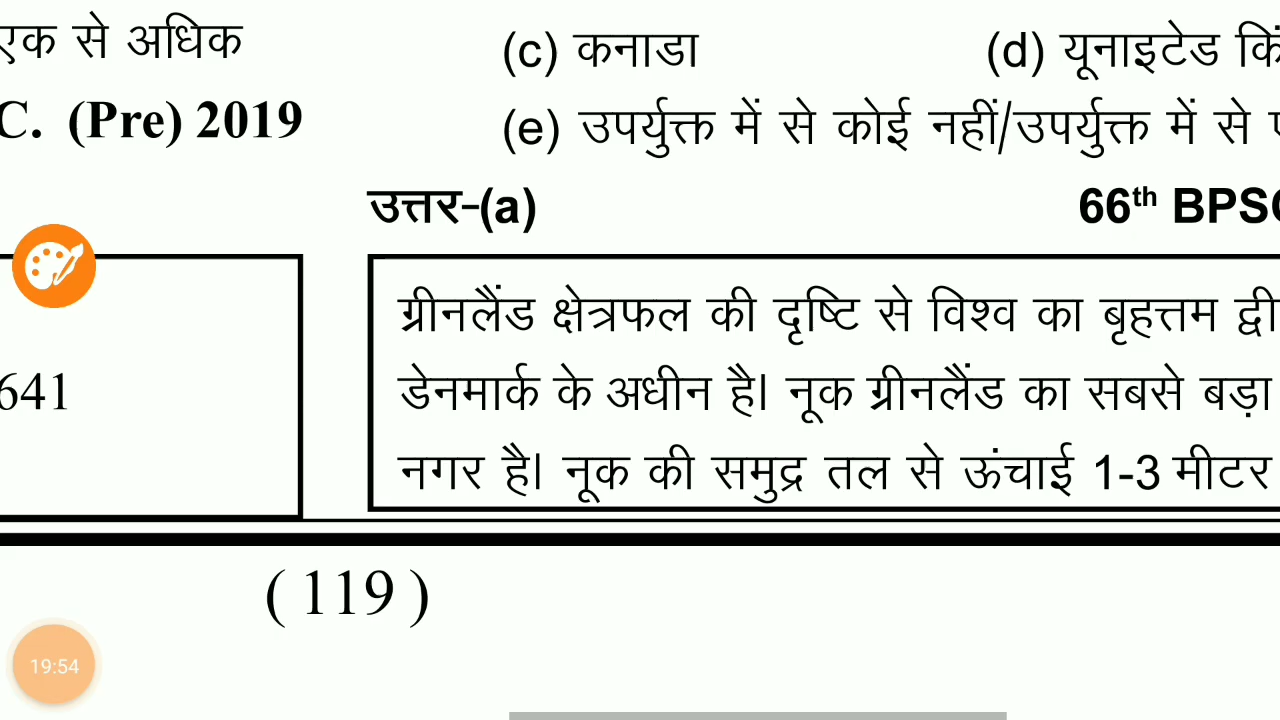 एक से अधिक
C. (Pre) 2019
641
(c) कनाडा (d) यूनाइटेड
(e) उपर्युक्त में से कोई नहीं/उपर्युक्त में से
उत्तर-(a) 66th BPSC
ग्रीनलैंड क्षेत्रफल की दृष्टि से विश्व का बृहत्तम
डेनमार्क के अधीन है। नूक ग्रीनलैंड का सबसे बड़ा
नगर है। नूक की समुद्र तल से ऊंचाई 1-3 मीटर
( 119 )
19:54